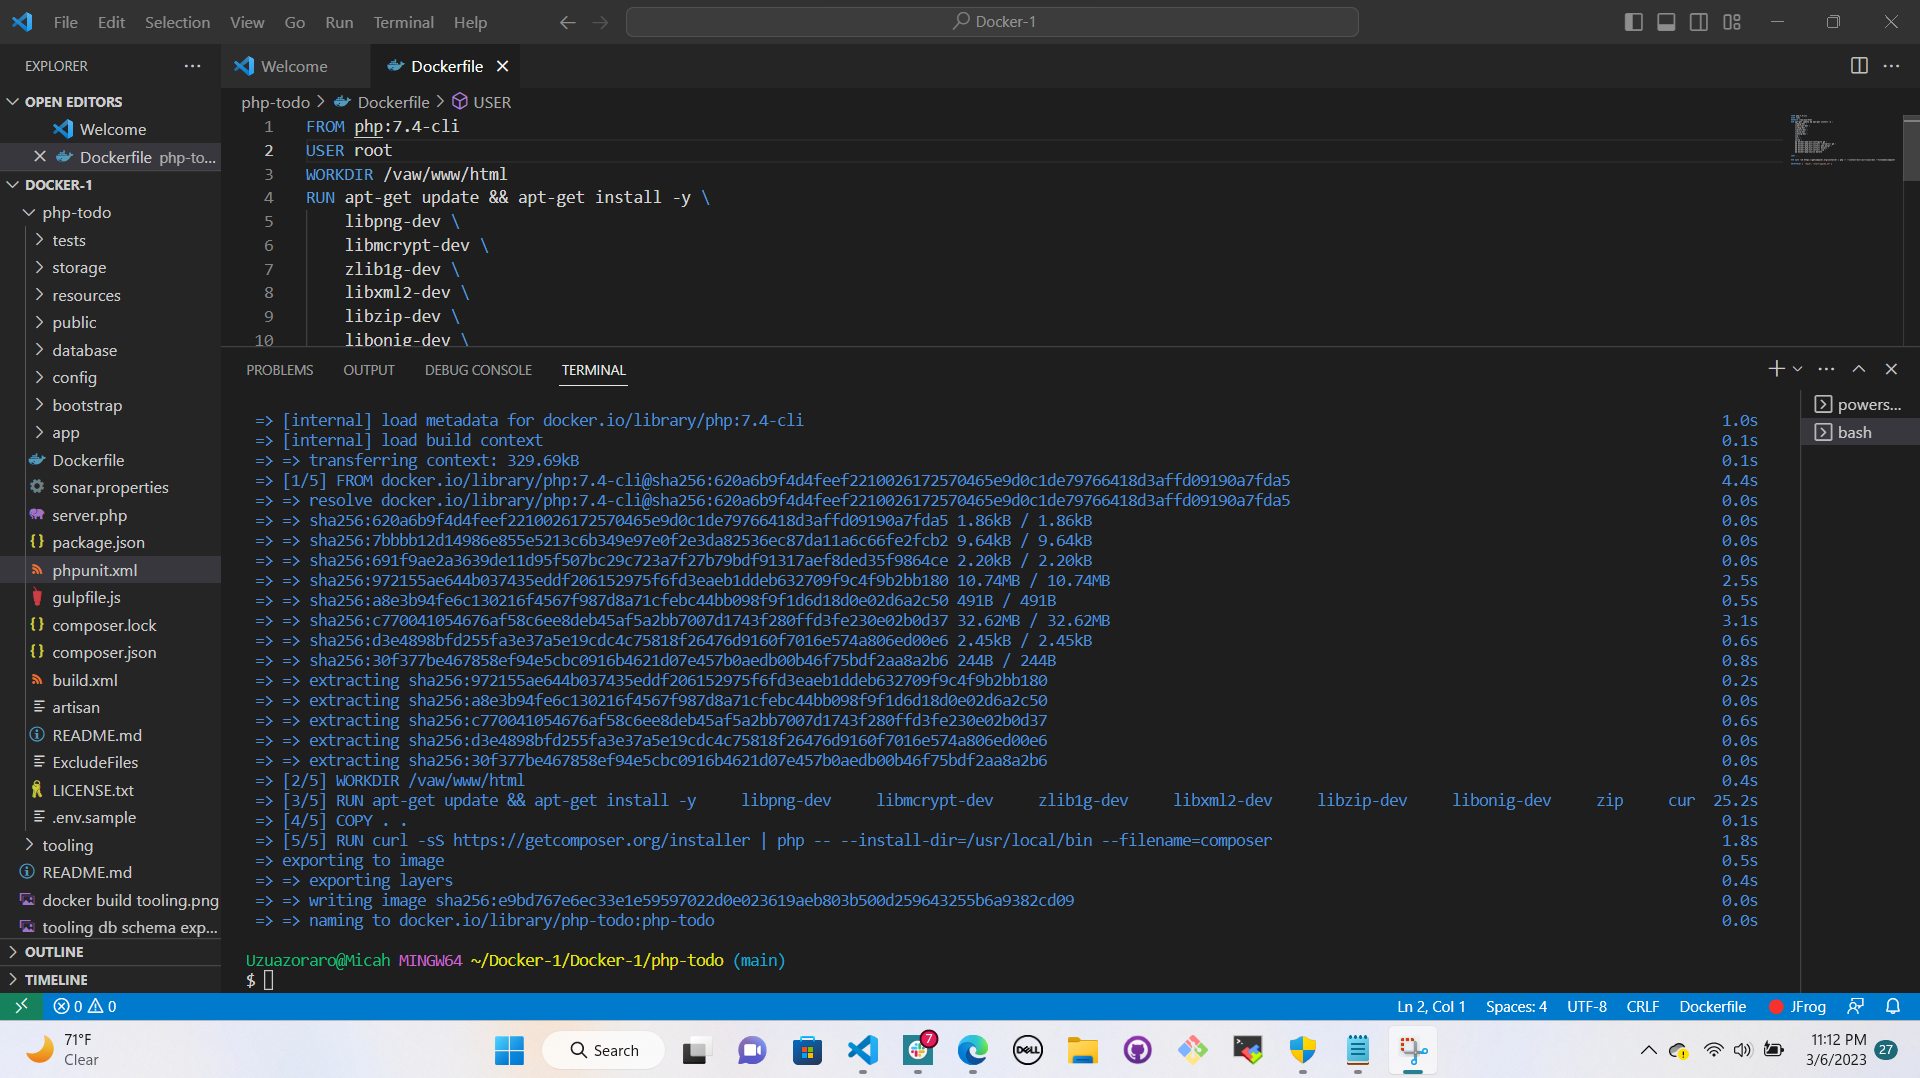 File Edit Selection View Go Run Terminal Help
Docker-1
EXPLORER
Welcome
Dockerfile
OPEN EDITORS
Welcome
Dockerfile php-to...
DOCKER-1
php-todo
tests
storage
resources
public
database
config
bootstrap
app
Dockerfile
sonar.properties
server.php
package.json
phpunit.xml
gulpfile.js
composer.lock
composer.json
build.xml
artisan
README.md
ExcludeFiles
LICENSE.txt
.env.sample
tooling
README.md
docker build tooling.png
tooling db schema exp...
OUTLINE
TIMELINE
php-todo > Dockerfile > USER
1 FROM php:7.4-cli
2 USER root
3 WORKDIR /vaw/www/html
4 RUN apt-get update && apt-get install -y \
5 libpng-dev \
6 libmcrypt-dev \
7 zlib1g-dev \
8 libxml2-dev \
9 libzip-dev \
10 libonig-dev \
PROBLEMS OUTPUT DEBUG CONSOLE TERMINAL
powers...
bash
=> [internal] load metadata for docker.io/library/php:7.4-cli 1.0s
=> [internal] load build context 0.1s
=> => transferring context: 329.69kB 0.1s
=> [1/5] FROM docker.io/library/php:7.4-cli@sha256:620a6b9f4d4feef2210026172570465e9d0c1de79766418d3affd09190a7fda5 4.4s
=> => resolve docker.io/library/php:7.4-cli@sha256:620a6b9f4d4feef2210026172570465e9d0c1de79766418d3affd09190a7fda5 0.0s
=> => sha256:620a6b9f4d4feef2210026172570465e9d0c1de79766418d3affd09190a7fda5 1.86kB / 1.86kB 0.0s
=> => sha256:7bbbb12d14986e855e5213c6b349e97e0f2e3da82536ec87da11a6c66fe2fcb2 9.64kB / 9.64kB 0.0s
=> => sha256:691f9ae2a3639de11d95f507bc29c723a7f27b79bdf91317aef8ded35f9864ce 2.20kB / 2.20kB 0.0s
=> => sha256:972155ae644b037435eddf206152975f6fd3eaeb1ddeb632709f9c4f9b2bb180 10.74MB / 10.74MB 2.5s
=> => sha256:a8e3b94fe6c130216f4567f987d8a71cfebc44bb098f9f1d6d18d0e02d6a2c50 491B / 491B 0.5s
=> => sha256:c770041054676af58c6ee8deb45af5a2bb7007d1743f280ffd3fe230e02b0d37 32.62MB / 32.62MB 3.1s
=> => sha256:d3e4898bfd255fa3e37a5e19cdc4c75818f26476d9160f7016e574a806ed00e6 2.45kB / 2.45kB 0.6s
=> => sha256:30f377be467858ef94e5cbc0916b4621d07e457b0aedb00b46f75bdf2aa8a2b6 244B / 244B 0.8s
=> => extracting sha256:972155ae644b037435eddf206152975f6fd3eaeb1ddeb632709f9c4f9b2bb180 0.2s
=> => extracting sha256:a8e3b94fe6c130216f4567f987d8a71cfebc44bb098f9f1d6d18d0e02d6a2c50 0.0s
=> => extracting sha256:c770041054676af58c6ee8deb45af5a2bb7007d1743f280ffd3fe230e02b0d37 0.6s
=> => extracting sha256:d3e4898bfd255fa3e37a5e19cdc4c75818f26476d9160f7016e574a806ed00e6 0.0s
=> => extracting sha256:30f377be467858ef94e5cbc0916b4621d07e457b0aedb00b46f75bdf2aa8a2b6 0.0s
=> [2/5] WORKDIR /vaw/www/html 0.4s
=> [3/5] RUN apt-get update && apt-get install -y libpng-dev libmcrypt-dev zlib1g-dev libxml2-dev libzip-dev libonig-dev zip cur 25.2s
=> [4/5] COPY . . 0.1s
=> [5/5] RUN curl -sS https://getcomposer.org/installer | php -- --install-dir=/usr/local/bin --filename=composer 1.8s
=> exporting to image 0.5s
=> => exporting layers 0.4s
=> => writing image sha256:e9bd767e6ec33e1e59597022d0e023619aeb803b500d259643255b6a9382cd09 0.0s
=> => naming to docker.io/library/php-todo:php-todo 0.0s
Uzuazoraro@Micah MINGW64 ~/Docker-1/Docker-1/php-todo (main)
$
0 0
Ln 2, Col 1 Spaces: 4 UTF-8 CRLF Dockerfile JFrog
71°F
Clear
Search
7
DELL
11:12 PM
3/6/2023
27